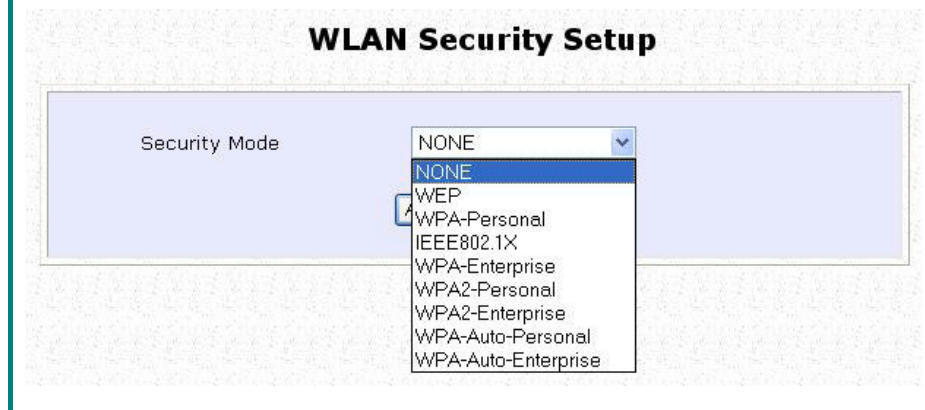 WLAN Security Setup
Security Mode NONE
NONE
WEP
WPA-Personal
IEEE802.1X
WPA-Enterprise
WPA2-Personal
WPA2-Enterprise
WPA-Auto-Personal
WPA-Auto-Enterprise